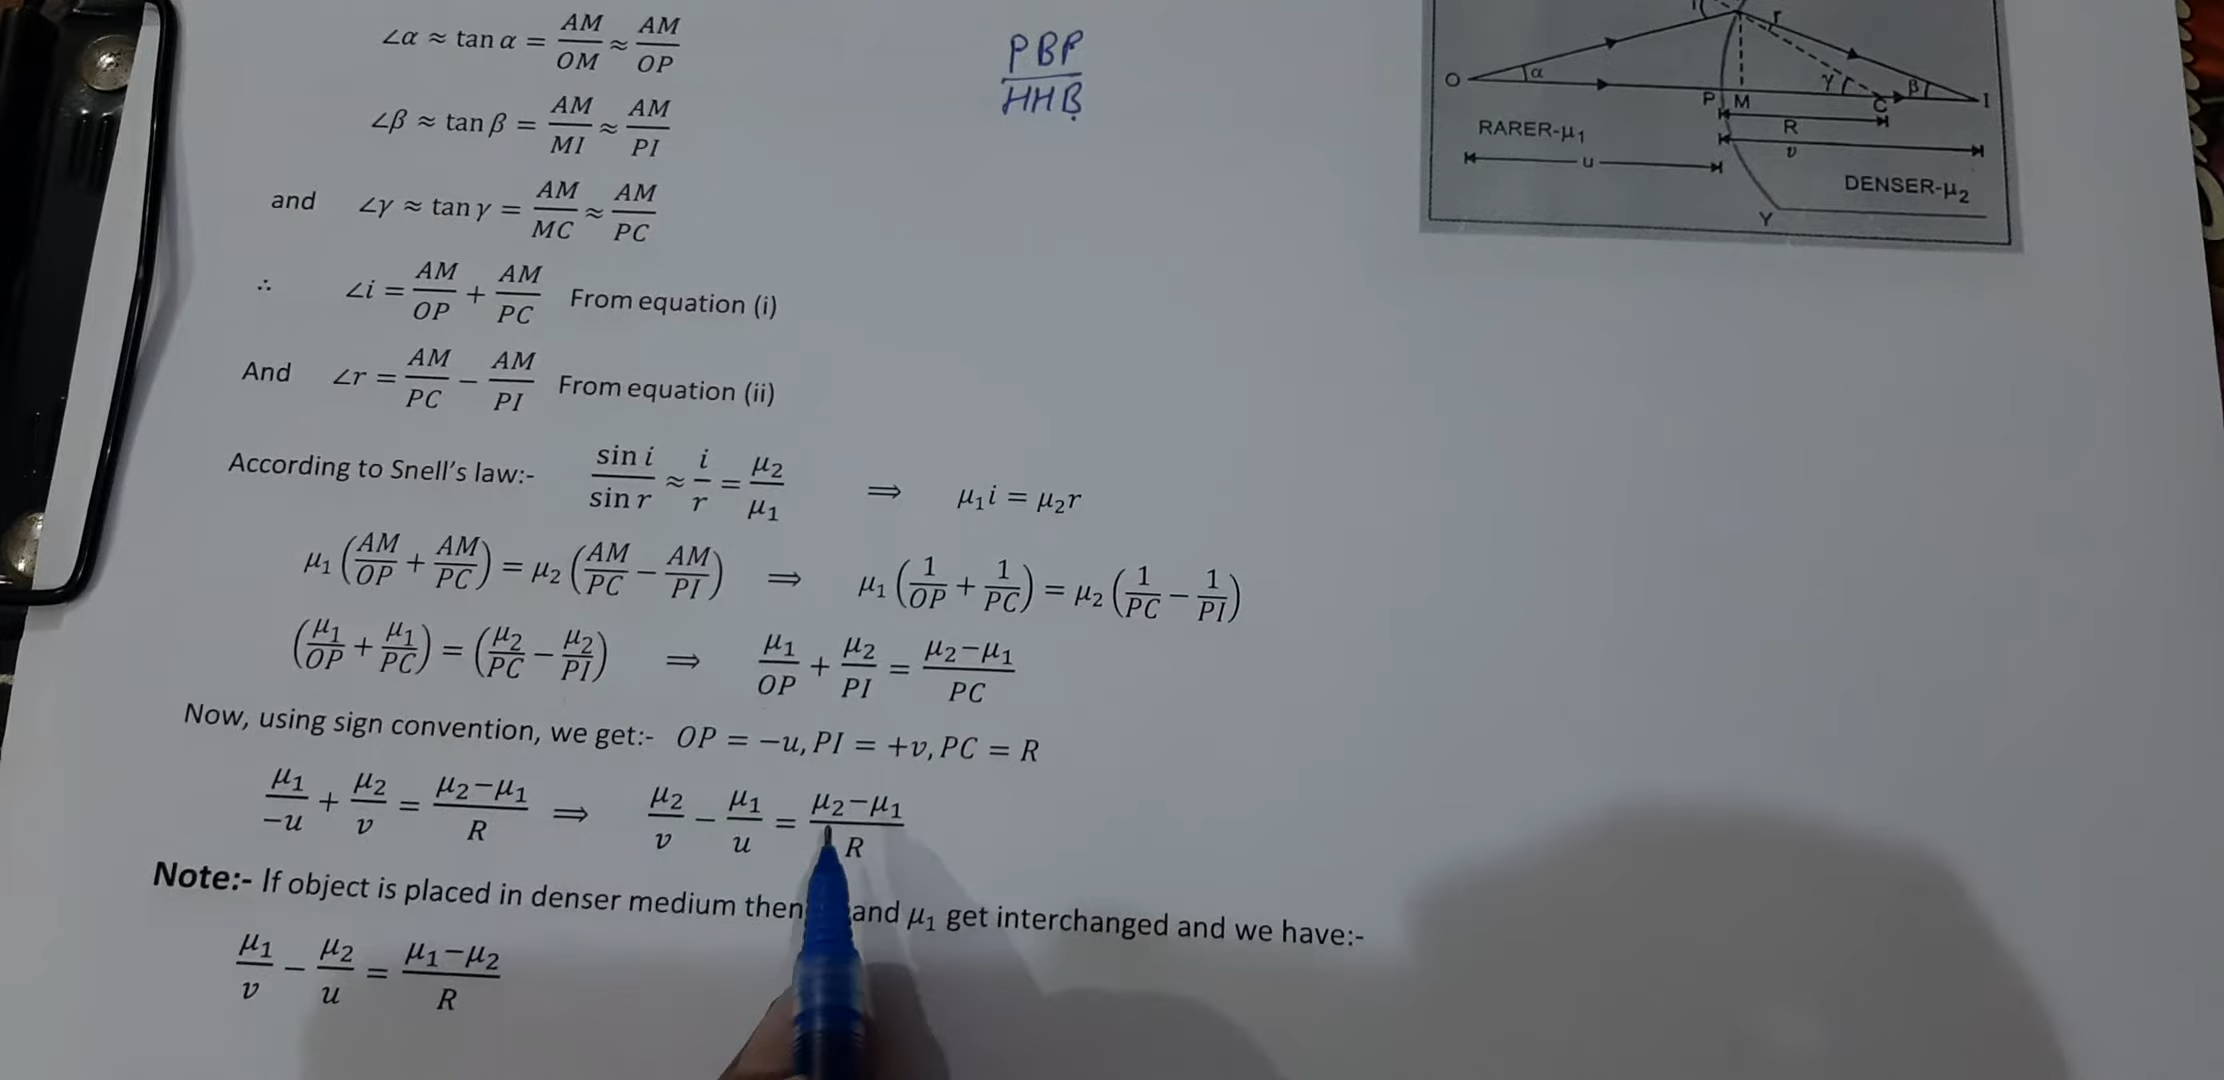 ∠α ≈ tan α = AM/OM ≈ AM/OP
∠β ≈ tan β = AM/MI ≈ AM/PI
and ∠γ ≈ tan γ = AM/MC ≈ AM/PC
∴ ∠i = AM/OP + AM/PC From equation (i)
And ∠r = AM/PC − AM/PI From equation (ii)
According to Snell's law:- sin i/sin r ≈ i/r = μ₂/μ₁ ⟹ μ₁i = μ₂r
μ₁(AM/OP + AM/PC) = μ₂(AM/PC − AM/PI) ⟹ μ₁(1/OP + 1/PC) = μ₂(1/PC − 1/PI)
(μ₁/OP + μ₁/PC) = (μ₂/PC − μ₂/PI) ⟹ μ₁/OP + μ₂/PI = μ₂−μ₁/PC
Now, using sign convention, we get:- OP = −u, PI = +v, PC = R
μ₁/−u + μ₂/v = μ₂−μ₁/R ⟹ μ₂/v − μ₁/u = μ₂−μ₁/R
Note:- If object is placed in denser medium then and μ₁ get interchanged and we have:-
μ₁/v − μ₂/u = μ₁−μ₂/R
PBP
HHB
r
O α γ β I
P M C
RARER-μ₁ R
u v
DENSER-μ₂
Y